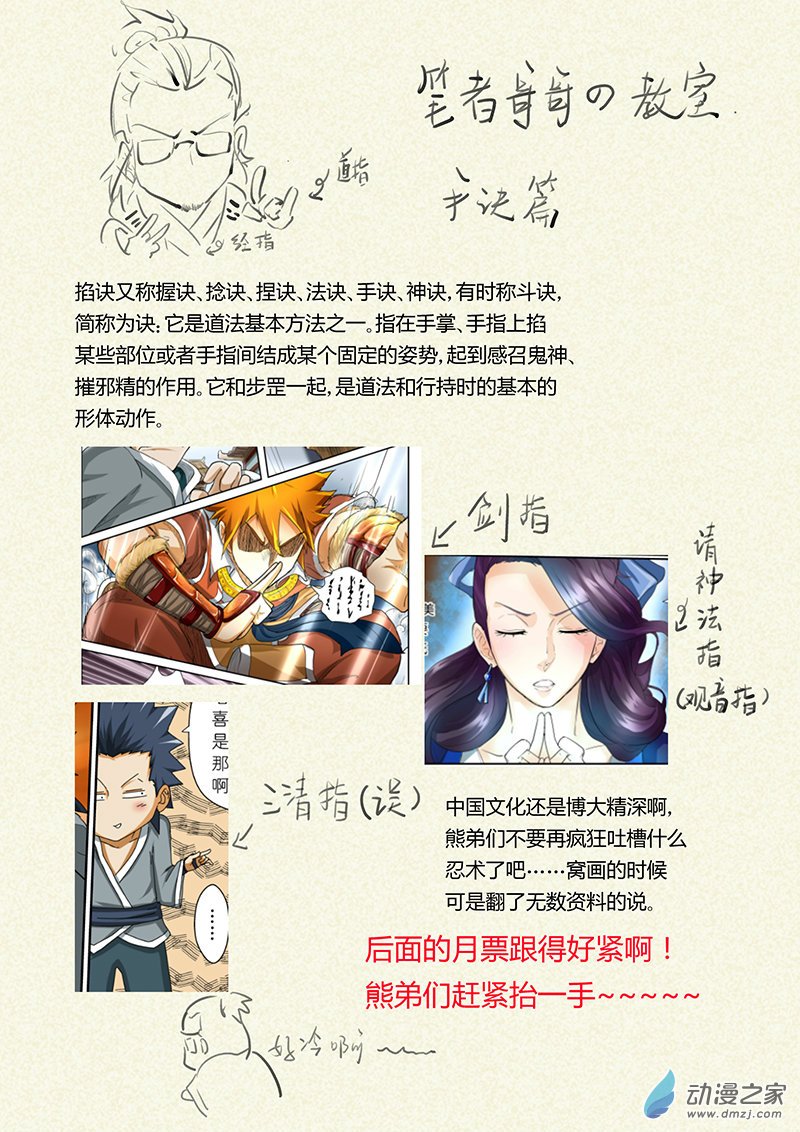 笔者哥哥の教室
手诀篇
道指
经指
掐诀又称握诀、捻诀、捏诀、法诀、手诀、神诀，有时称斗诀，
简称为诀；它是道法基本方法之一。指在手掌、手指上掐
某些部位或者手指间结成某个固定的姿势，起到感召鬼神、
摧邪精的作用。它和步罡一起，是道法和行持时的基本的
形体动作。
剑指
请神法指
(观音指)
美
喜是那啊
三清指(误)
……
中国文化还是博大精深啊，
熊弟们不要再疯狂吐槽什么
忍术了吧……窝画的时候
可是翻了无数资料的说。
后面的月票跟得好紧啊！
熊弟们赶紧抬一手~~~~~
好冷啊
动漫之家
www.dmzj.com